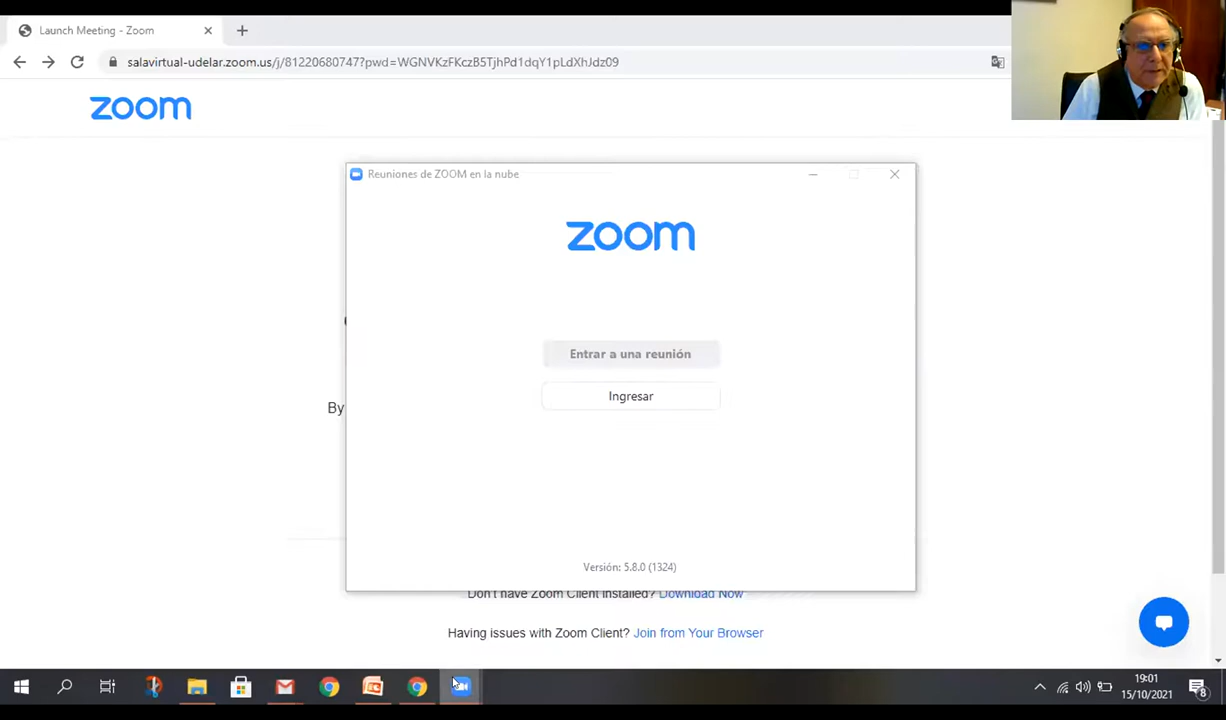 Launch Meeting - Zoom
salavirtual-udelar.zoom.us/j/81220680747?pwd=WGNVKzFKczB5TjhPd1dqY1pLdXhJdz09
zoom
Reuniones de ZOOM en la nube
zoom
Entrar a una reunión
By
Ingresar
Versión: 5.8.0 (1324)
Don't have Zoom Client installed? Download Now
Having issues with Zoom Client? Join from Your Browser
19:01
15/10/2021
8